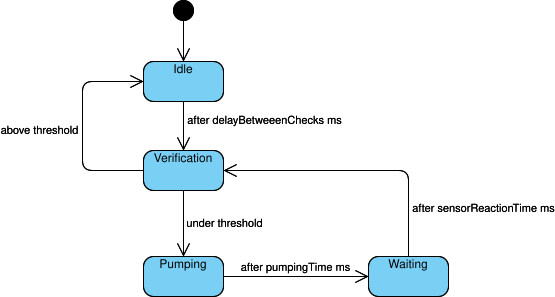 Idle
after delayBetweeenChecks ms
above threshold
Verification
after sensorReactionTime ms
under threshold
Pumping
after pumpingTime ms
Waiting